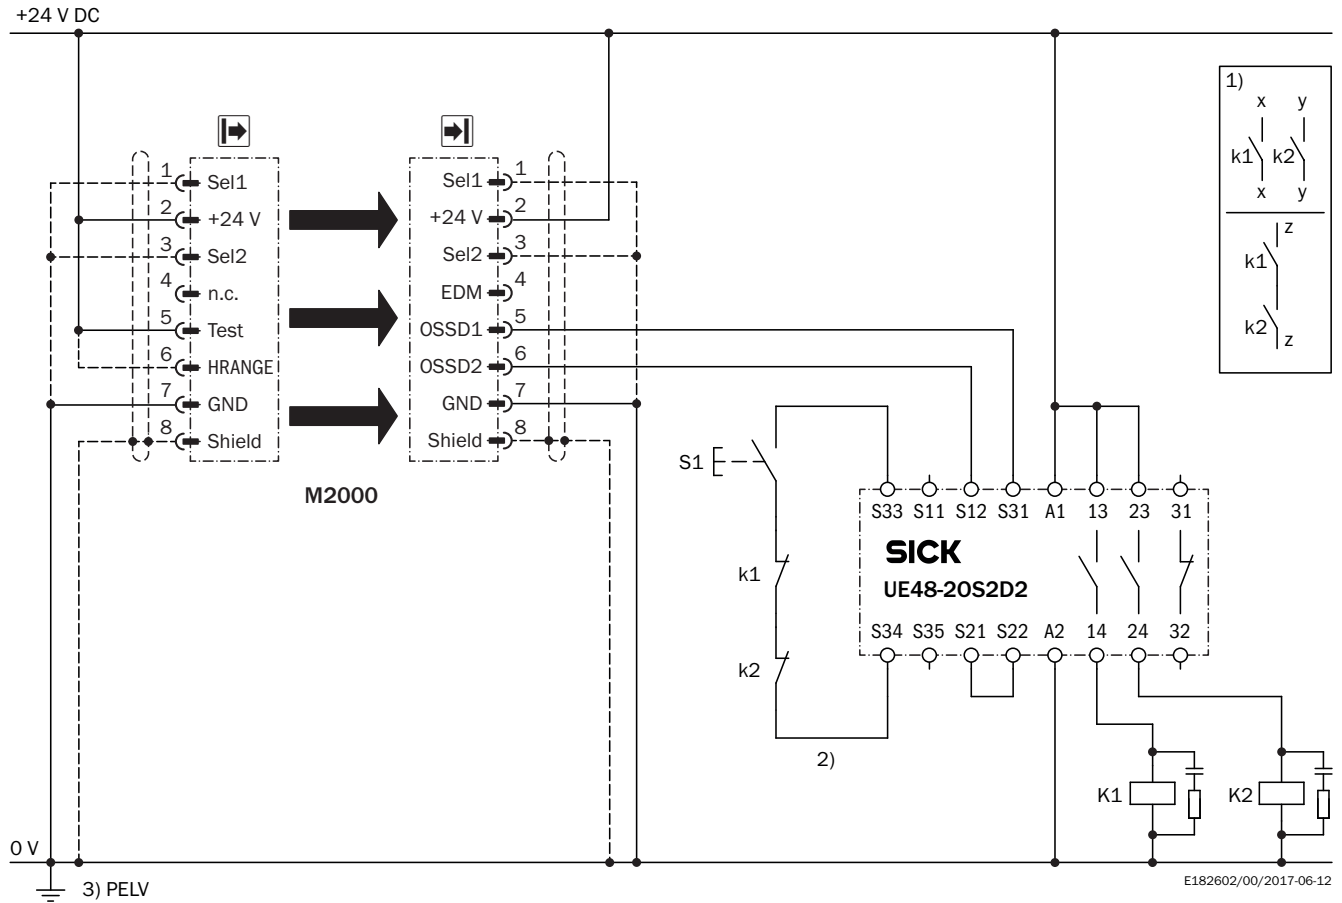 +24 V DC
1)
x y
k1 k2
x y
z
k1
k2
z
1 Sel1
2 +24 V
3 Sel2
4 n.c.
5 Test
6 HRANGE
7 GND
8 Shield
Sel1 1
+24 V 2
Sel2 3
EDM 4
OSSD1 5
OSSD2 6
GND 7
Shield 8
M2000
S1
k1
k2
2)
S33 S11 S12 S31 A1 13 23 31
SICK
UE48-2OS2D2
S34 S35 S21 S22 A2 14 24 32
K1
K2
0 V
3) PELV
E182602/00/2017-06-12